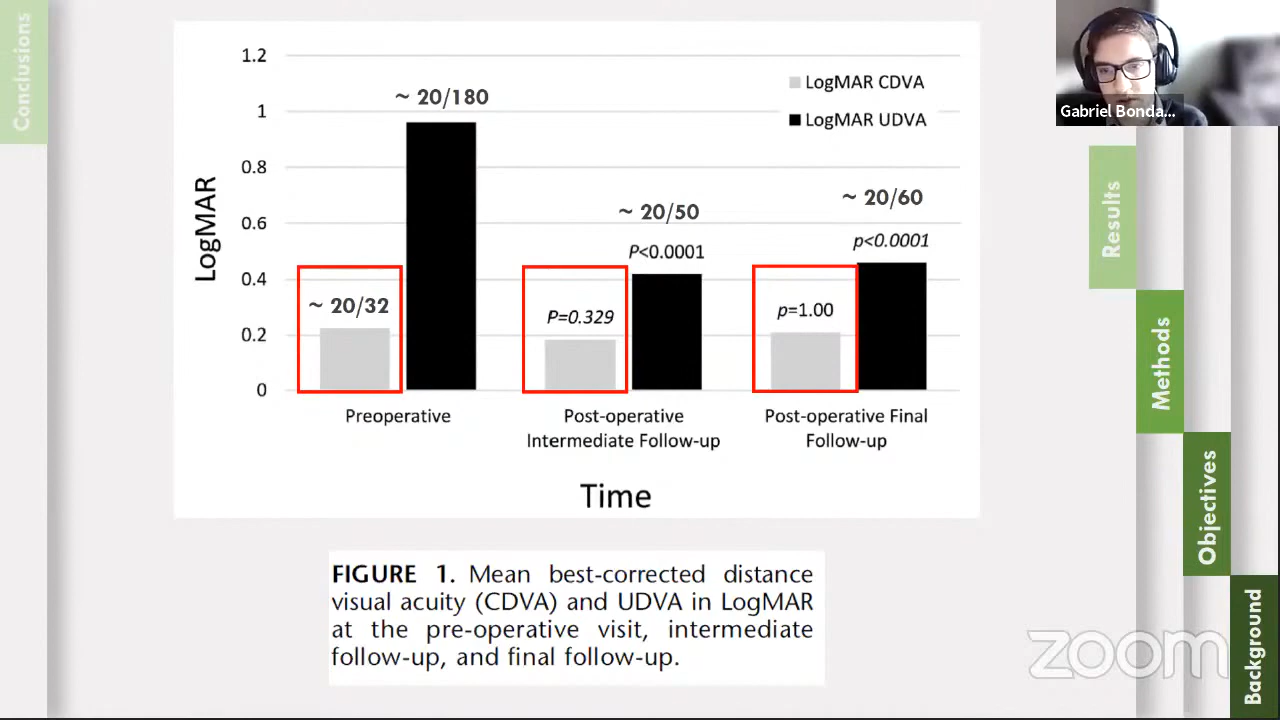 Conclusions
1.2
1
0.8
0.6
0.4
0.2
0
LogMAR
~ 20/180
LogMAR CDVA
LogMAR UDVA
~ 20/32
~ 20/50
P<0.0001
P=0.329
~ 20/60
p<0.0001
p=1.00
Preoperative
Post-operative
Intermediate Follow-up
Post-operative Final
Follow-up
Time
FIGURE 1. Mean best-corrected distance
visual acuity (CDVA) and UDVA in LogMAR
at the pre-operative visit, intermediate
follow-up, and final follow-up.
Gabriel Bonda...
Results
Methods
Objectives
Background
zoom